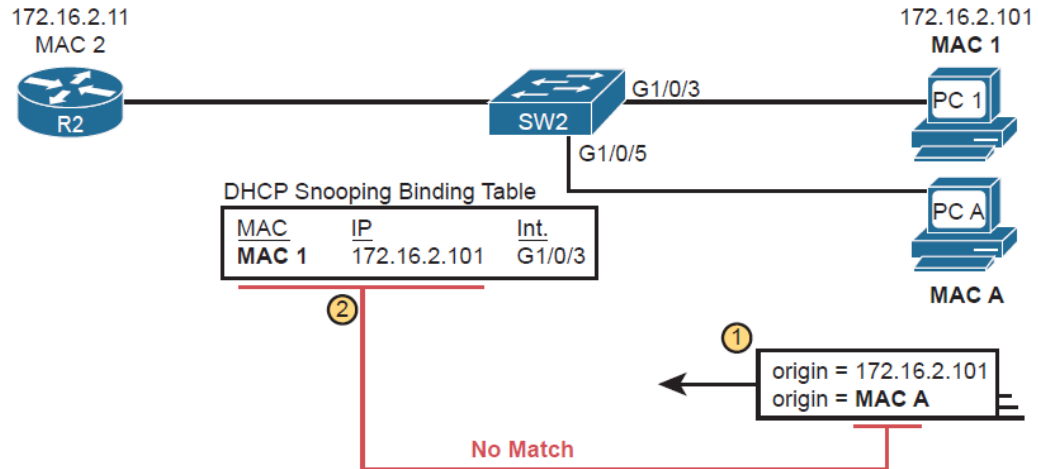 172.16.2.11
MAC 2
R2
SW2
G1/0/3
G1/0/5
172.16.2.101
MAC 1
PC 1
PC A
MAC A
DHCP Snooping Binding Table
MAC IP Int.
MAC 1 172.16.2.101 G1/0/3
2
1
origin = 172.16.2.101
origin = MAC A
No Match